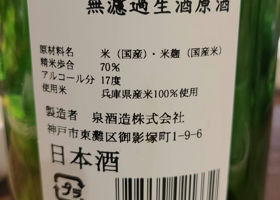 無濾過生酒原酒
原材料名　米（国産）・米麹（国産米）
精米歩合　70%
アルコール分　17度
使用米　兵庫県産米100%使用
製造者　泉酒造株式会社
神戸市東灘区御影塚町1-9-6
日本酒